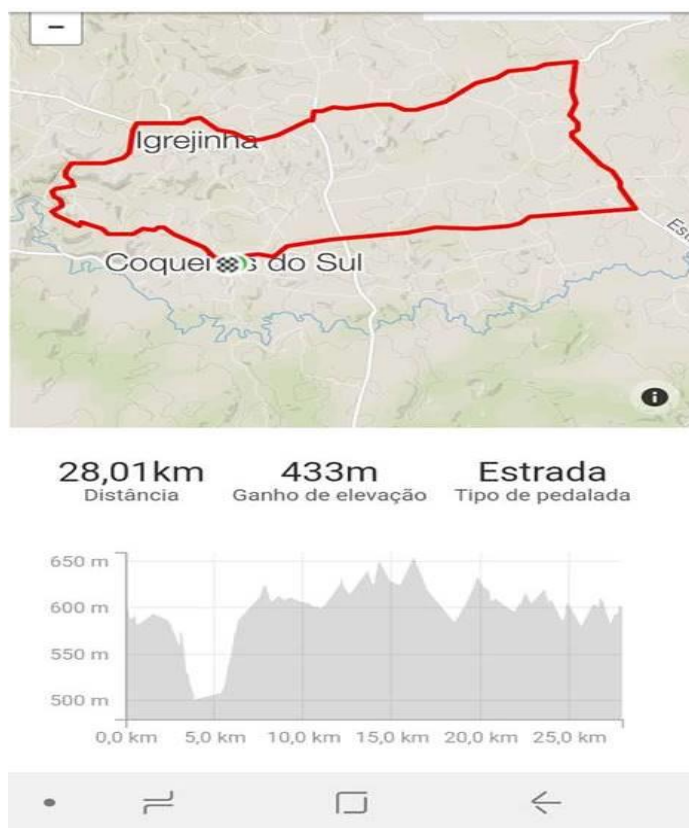 −
Igrejinha
Coqueiros do Sul
28,01km 433m Estrada
Distância Ganho de elevação Tipo de pedalada
650 m
600 m
550 m
500 m
0,0 km 5,0 km 10,0 km 15,0 km 20,0 km 25,0 km